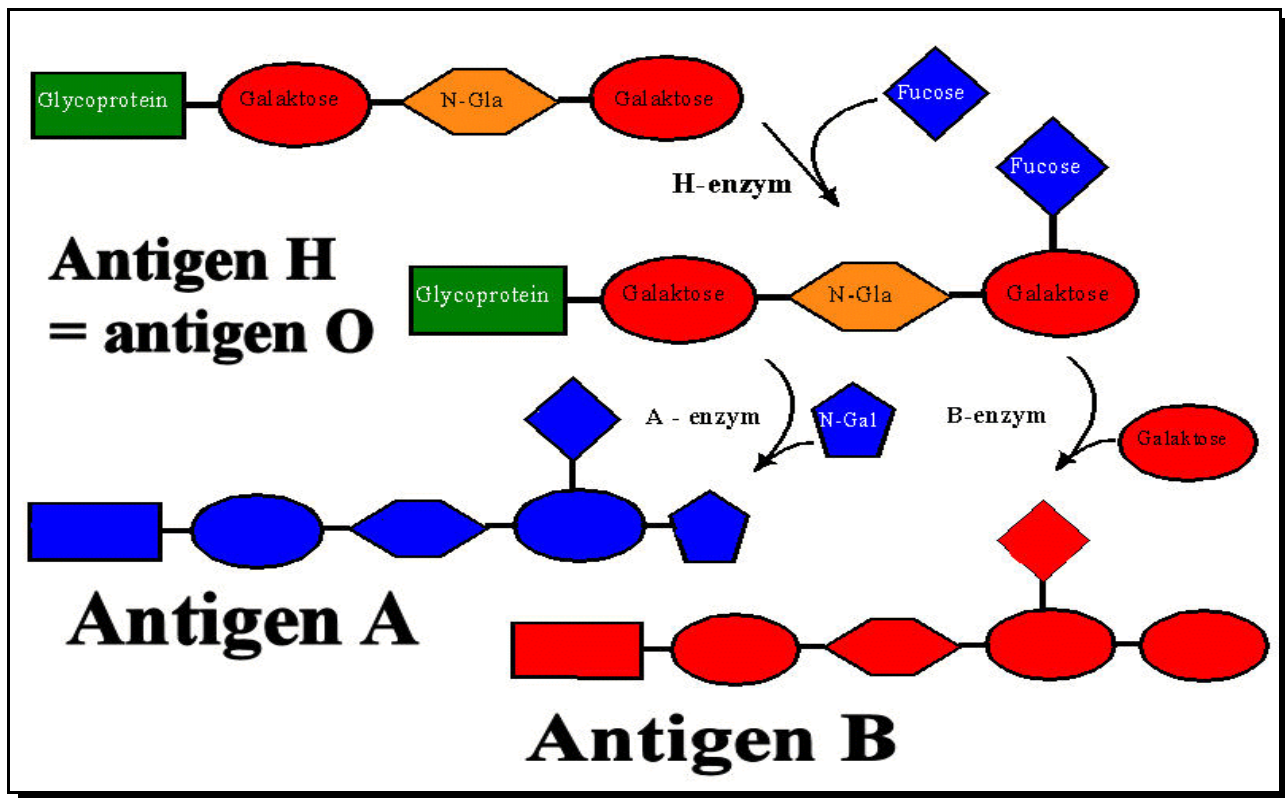 Glycoprotein Galaktose N-Gla Galaktose Fucose
H-enzym
Fucose
Antigen H
= antigen O
Glycoprotein Galaktose N-Gla Galaktose
A - enzym N-Gal B-enzym Galaktose
Antigen A
Antigen B